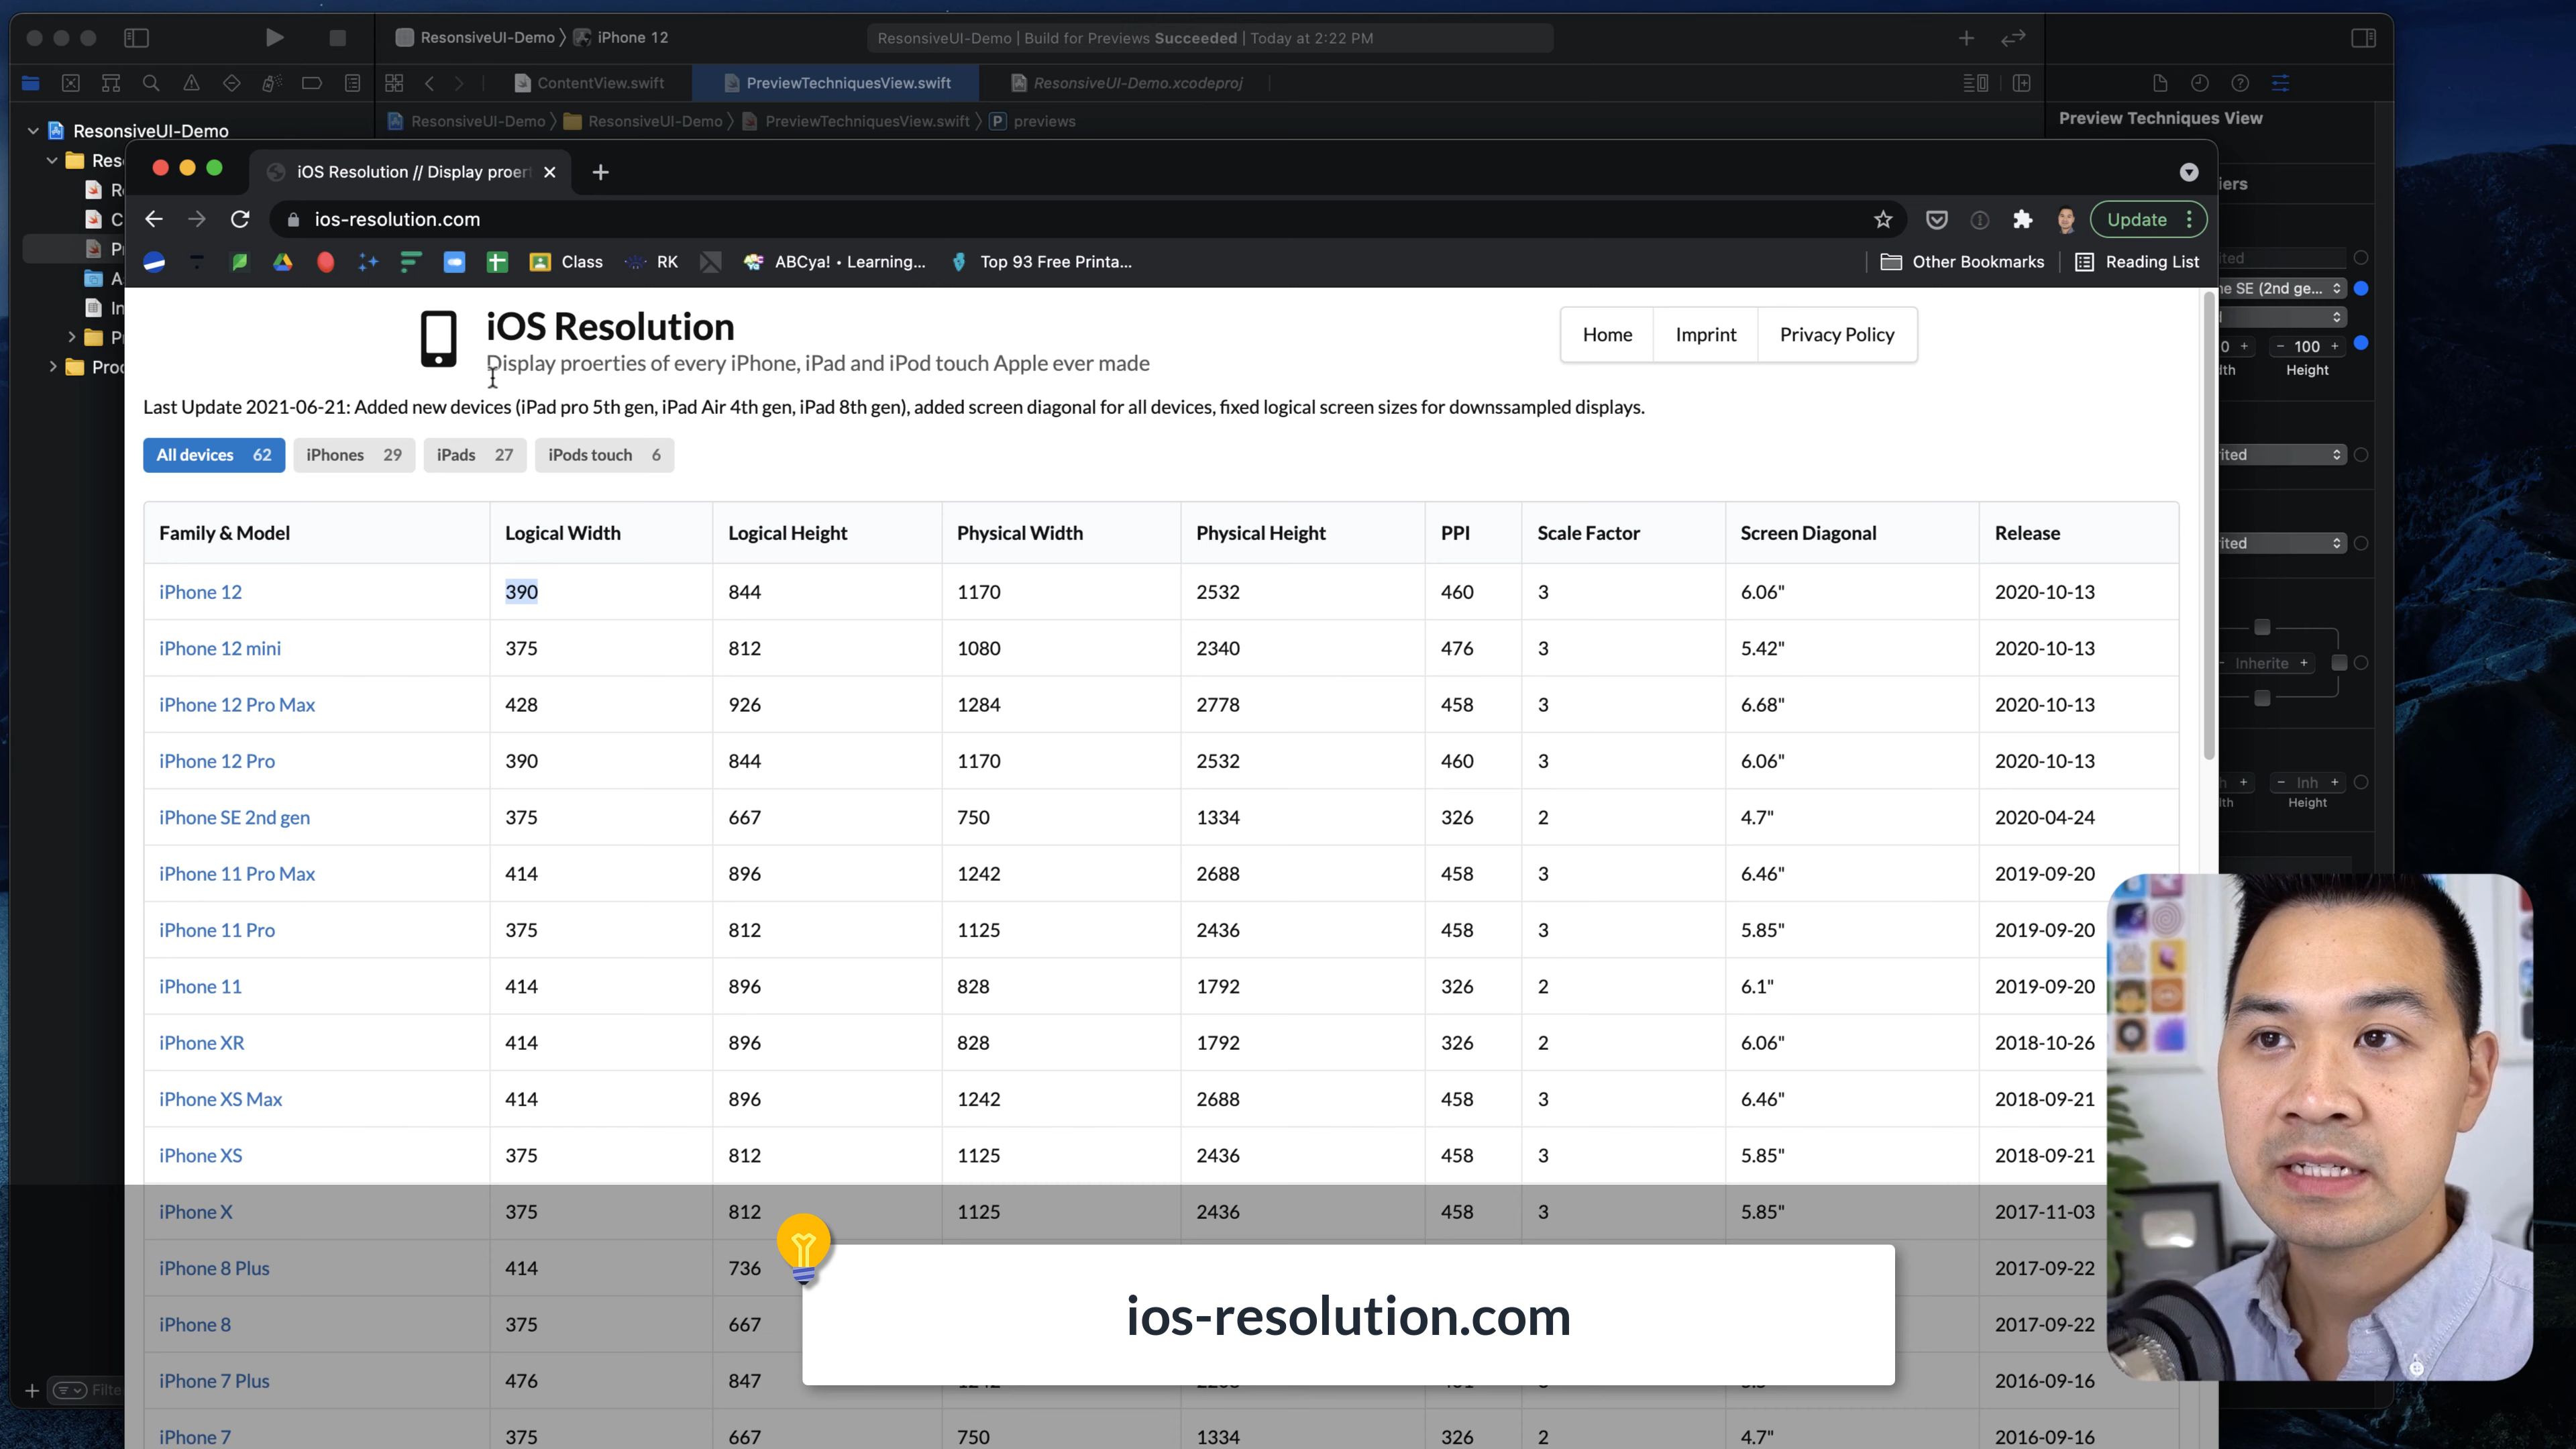 ResonsiveUI-Demo 〉 iPhone 12
ResonsiveUI-Demo | Build for Previews Succeeded | Today at 2:22 PM
ContentView.swift
PreviewTechniquesView.swift
ResonsiveUI-Demo.xcodeproj
ResonsiveUI-Demo
ResonsiveUI-Demo 〉 ResonsiveUI-Demo 〉 PreviewTechniquesView.swift 〉 P previews
Preview Techniques View
iOS Resolution // Display proer
ios-resolution.com
Update
Class
RK
ABCya! • Learning...
Top 93 Free Printa...
Other Bookmarks
Reading List
iOS Resolution
Display proerties of every iPhone, iPad and iPod touch Apple ever made
Home Imprint Privacy Policy
Last Update 2021-06-21: Added new devices (iPad pro 5th gen, iPad Air 4th gen, iPad 8th gen), added screen diagonal for all devices, fixed logical screen sizes for downssampled displays.
All devices 62 iPhones 29 iPads 27 iPods touch 6
Family & Model Logical Width Logical Height Physical Width Physical Height PPI Scale Factor Screen Diagonal Release
iPhone 12 390 844 1170 2532 460 3 6.06" 2020-10-13
iPhone 12 mini 375 812 1080 2340 476 3 5.42" 2020-10-13
iPhone 12 Pro Max 428 926 1284 2778 458 3 6.68" 2020-10-13
iPhone 12 Pro 390 844 1170 2532 460 3 6.06" 2020-10-13
iPhone SE 2nd gen 375 667 750 1334 326 2 4.7" 2020-04-24
iPhone 11 Pro Max 414 896 1242 2688 458 3 6.46" 2019-09-20
iPhone 11 Pro 375 812 1125 2436 458 3 5.85" 2019-09-20
iPhone 11 414 896 828 1792 326 2 6.1" 2019-09-20
iPhone XR 414 896 828 1792 326 2 6.06" 2018-10-26
iPhone XS Max 414 896 1242 2688 458 3 6.46" 2018-09-21
iPhone XS 375 812 1125 2436 458 3 5.85" 2018-09-21
iPhone X 375 812 1125 2436 458 3 5.85" 2017-11-03
iPhone 8 Plus 414 736 2017-09-22
iPhone 8 375 667 2017-09-22
iPhone 7 Plus 476 847 2016-09-16
iPhone 7 375 667 750 1334 326 2 4.7" 2016-09-16
ios-resolution.com
SE (2nd ge...
100
Height
Inherite
Inh
Height